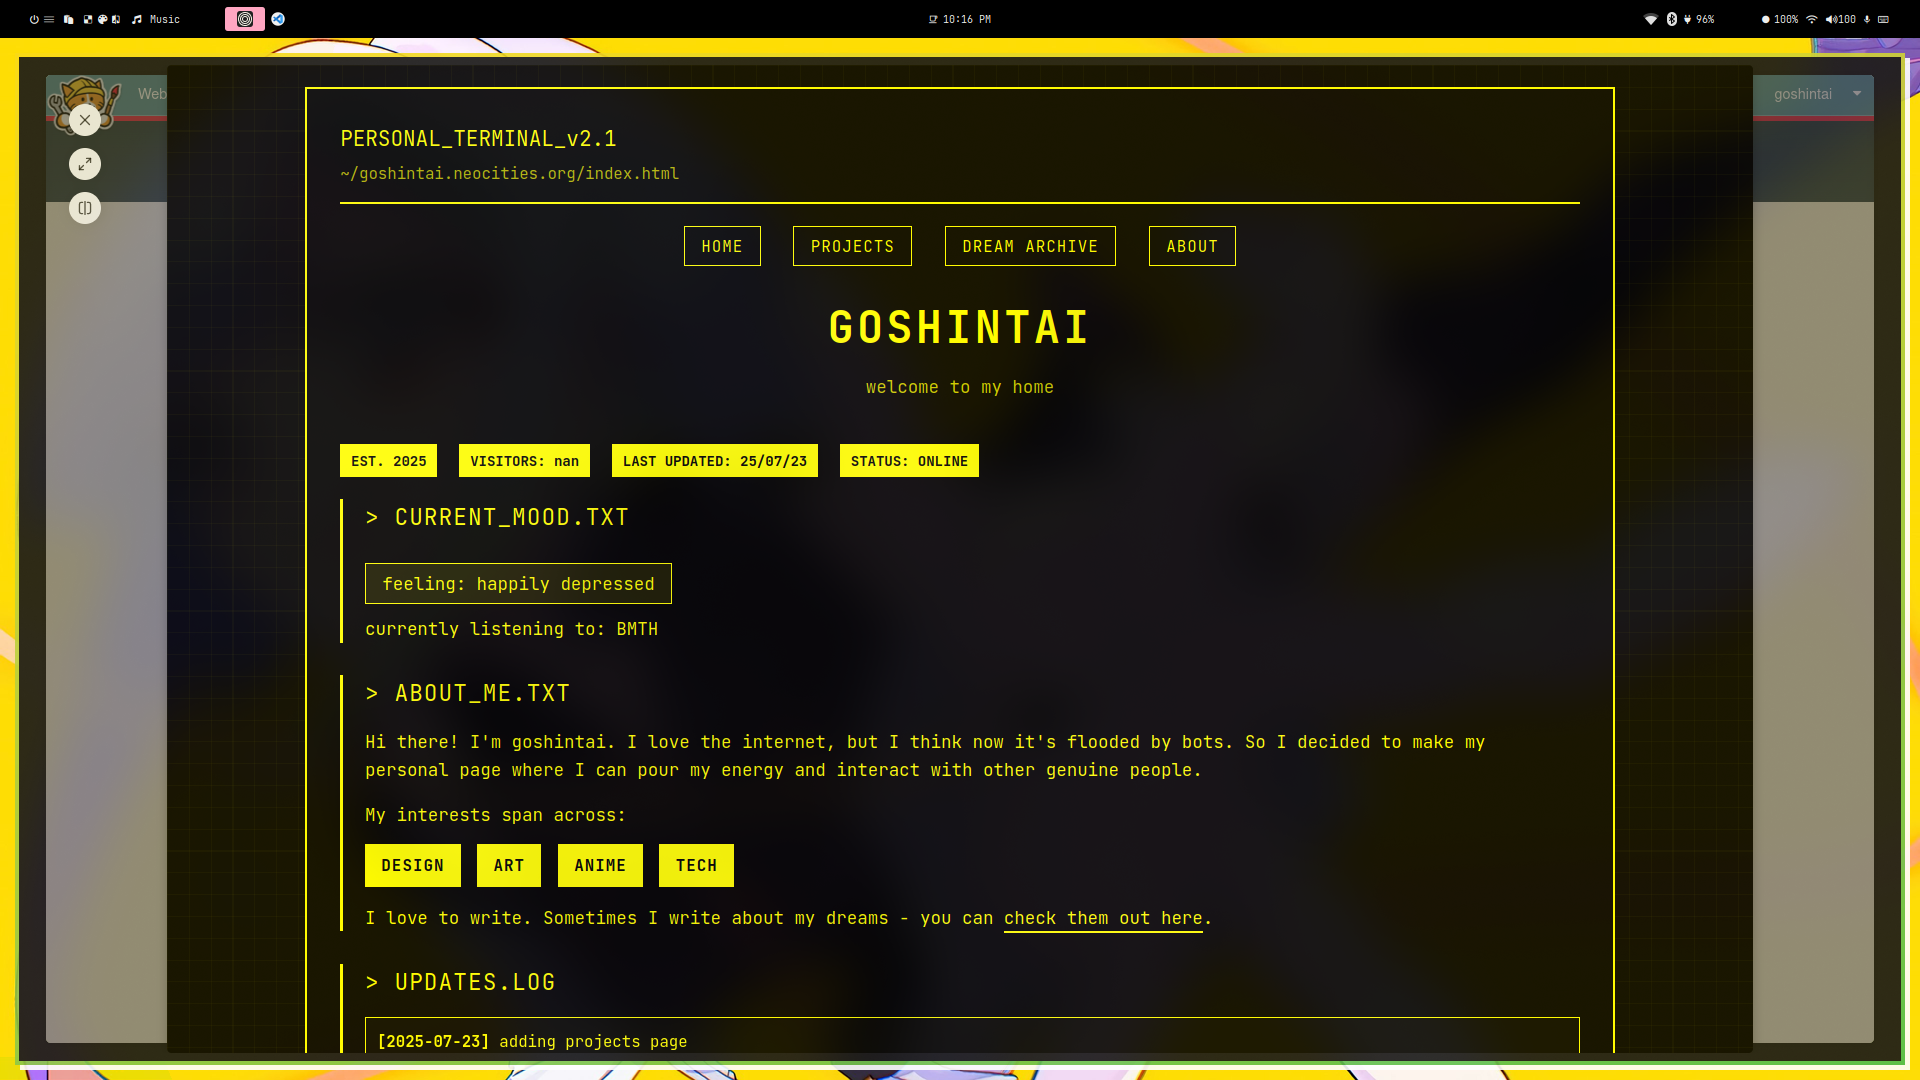 Music
10:16 PM
96%
100%
100
Web
goshintai
PERSONAL_TERMINAL_v2.1
~/goshintai.neocities.org/index.html
HOME
PROJECTS
DREAM ARCHIVE
ABOUT
GOSHINTAI
welcome to my home
EST. 2025
VISITORS: nan
LAST UPDATED: 25/07/23
STATUS: ONLINE
> CURRENT_MOOD.TXT
feeling: happily depressed
currently listening to: BMTH
> ABOUT_ME.TXT
Hi there! I'm goshintai. I love the internet, but I think now it's flooded by bots. So I decided to make my
personal page where I can pour my energy and interact with other genuine people.
My interests span across:
DESIGN
ART
ANIME
TECH
I love to write. Sometimes I write about my dreams - you can check them out here.
> UPDATES.LOG
[2025-07-23] adding projects page